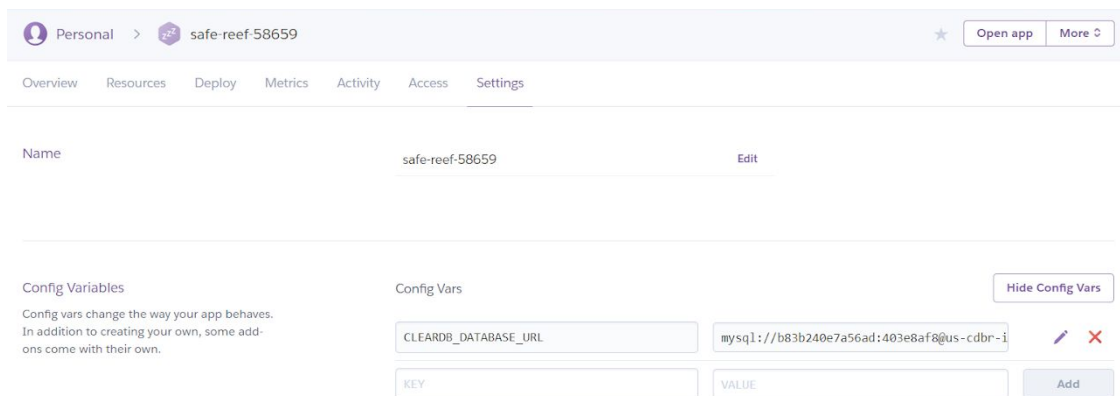 Personal > safe-reef-58659
Open app More
Overview Resources Deploy Metrics Activity Access Settings
Name
safe-reef-58659 Edit
Config Variables
Config vars change the way your app behaves.
In addition to creating your own, some add-
ons come with their own.
Config Vars
Hide Config Vars
CLEARDB_DATABASE_URL mysql://b83b240e7a56ad:403e8af8@us-cdbr-i
KEY VALUE Add